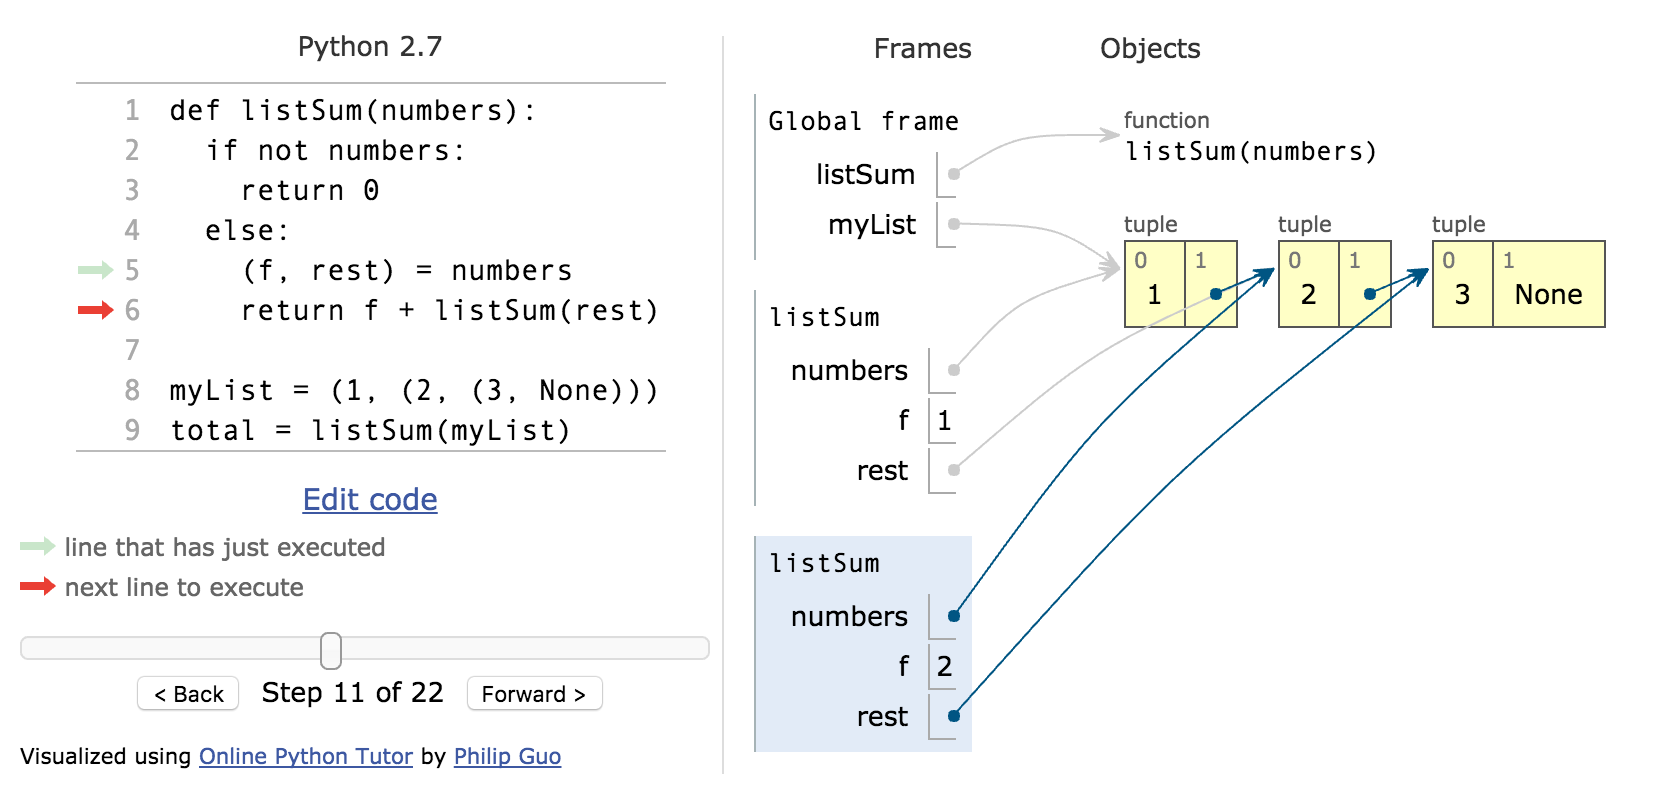 Python 2.7
1 def listSum(numbers):
2 if not numbers:
3 return 0
4 else:
5 (f, rest) = numbers
6 return f + listSum(rest)
7
8 myList = (1, (2, (3, None)))
9 total = listSum(myList)
Edit code
line that has just executed
next line to execute
< Back Step 11 of 22 Forward >
Visualized using Online Python Tutor by Philip Guo
Frames Objects
Global frame
listSum
myList
function
listSum(numbers)
tuple tuple tuple
0 1 0 1 0 1
1 2 3 None
listSum
numbers
f 1
rest
listSum
numbers
f 2
rest